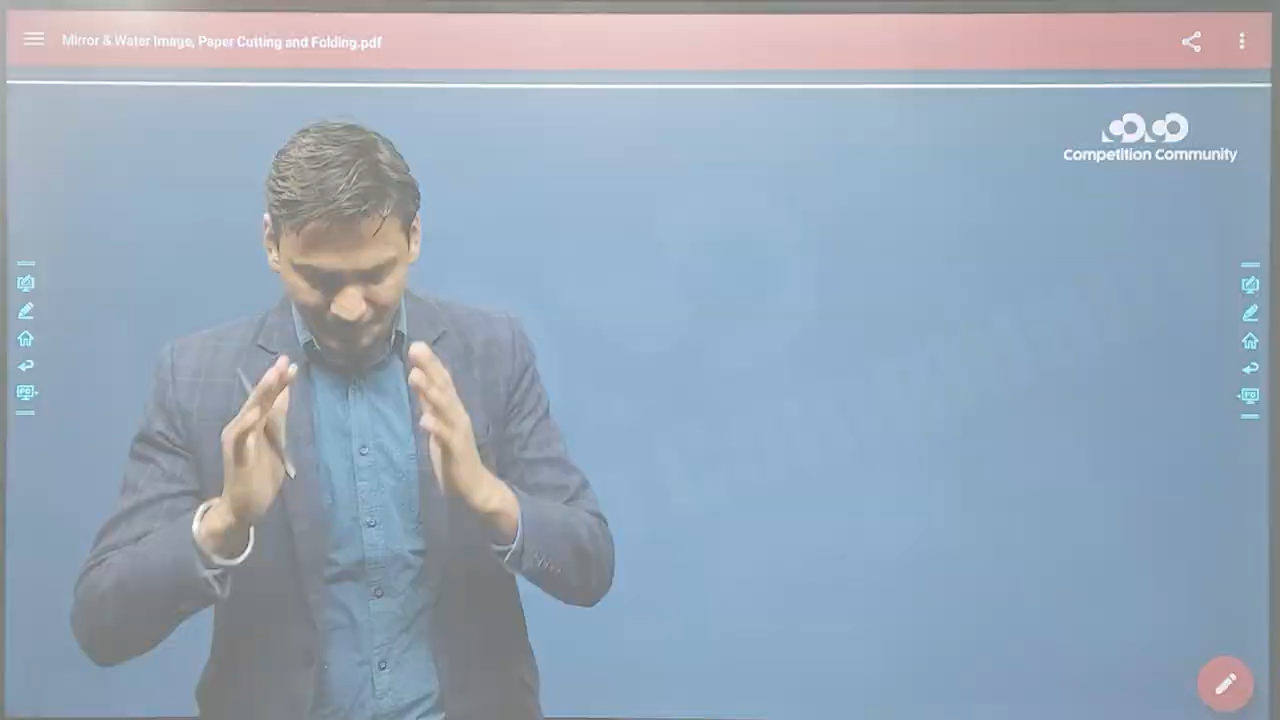 Mirror & Water Image, Paper Cutting and Folding.pdf
Competition Community